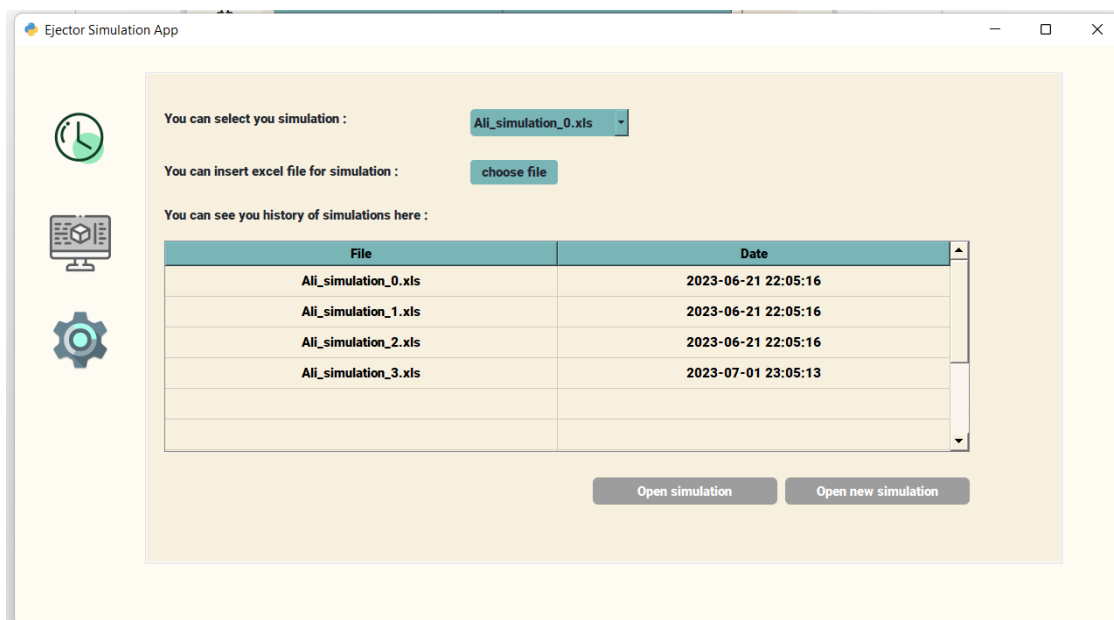 Ejector Simulation App
You can select you simulation :
Ali_simulation_0.xls
You can insert excel file for simulation :
choose file
You can see you history of simulations here :
File Date
Ali_simulation_0.xls 2023-06-21 22:05:16
Ali_simulation_1.xls 2023-06-21 22:05:16
Ali_simulation_2.xls 2023-06-21 22:05:16
Ali_simulation_3.xls 2023-07-01 23:05:13
Open simulation Open new simulation